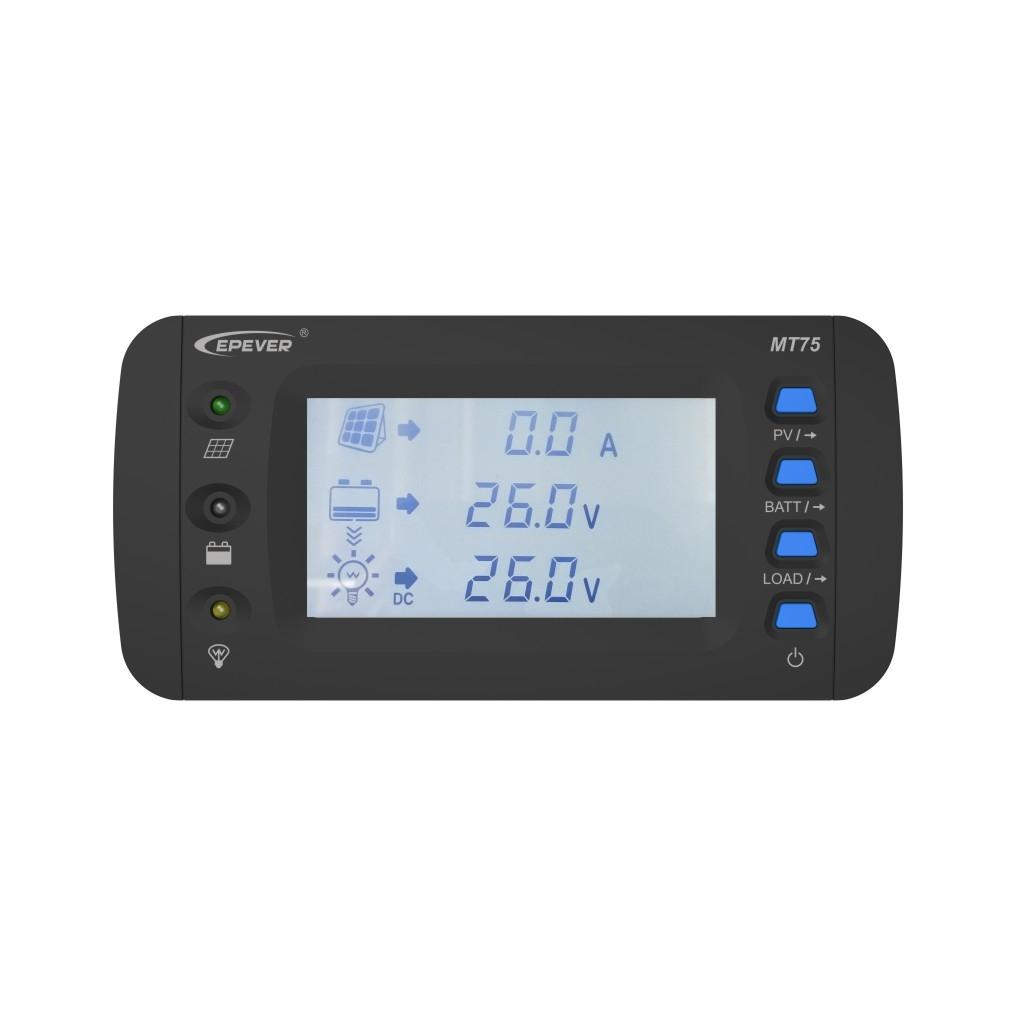 EPEVER®
MT75
0.0 A
26.0 V
26.0 V
DC
PV / →
BATT / →
LOAD / →